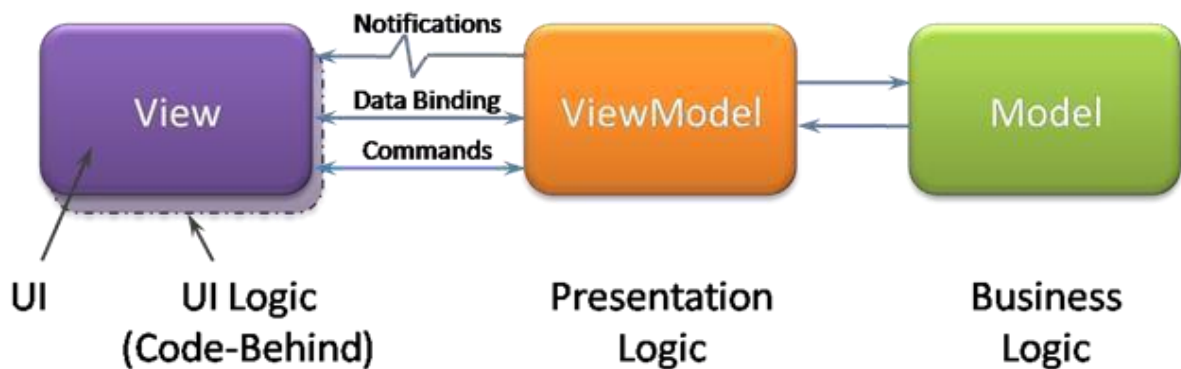 Notifications
View
Data Binding
ViewModel
Model
Commands
UI
UI Logic
(Code-Behind)
Presentation
Logic
Business
Logic